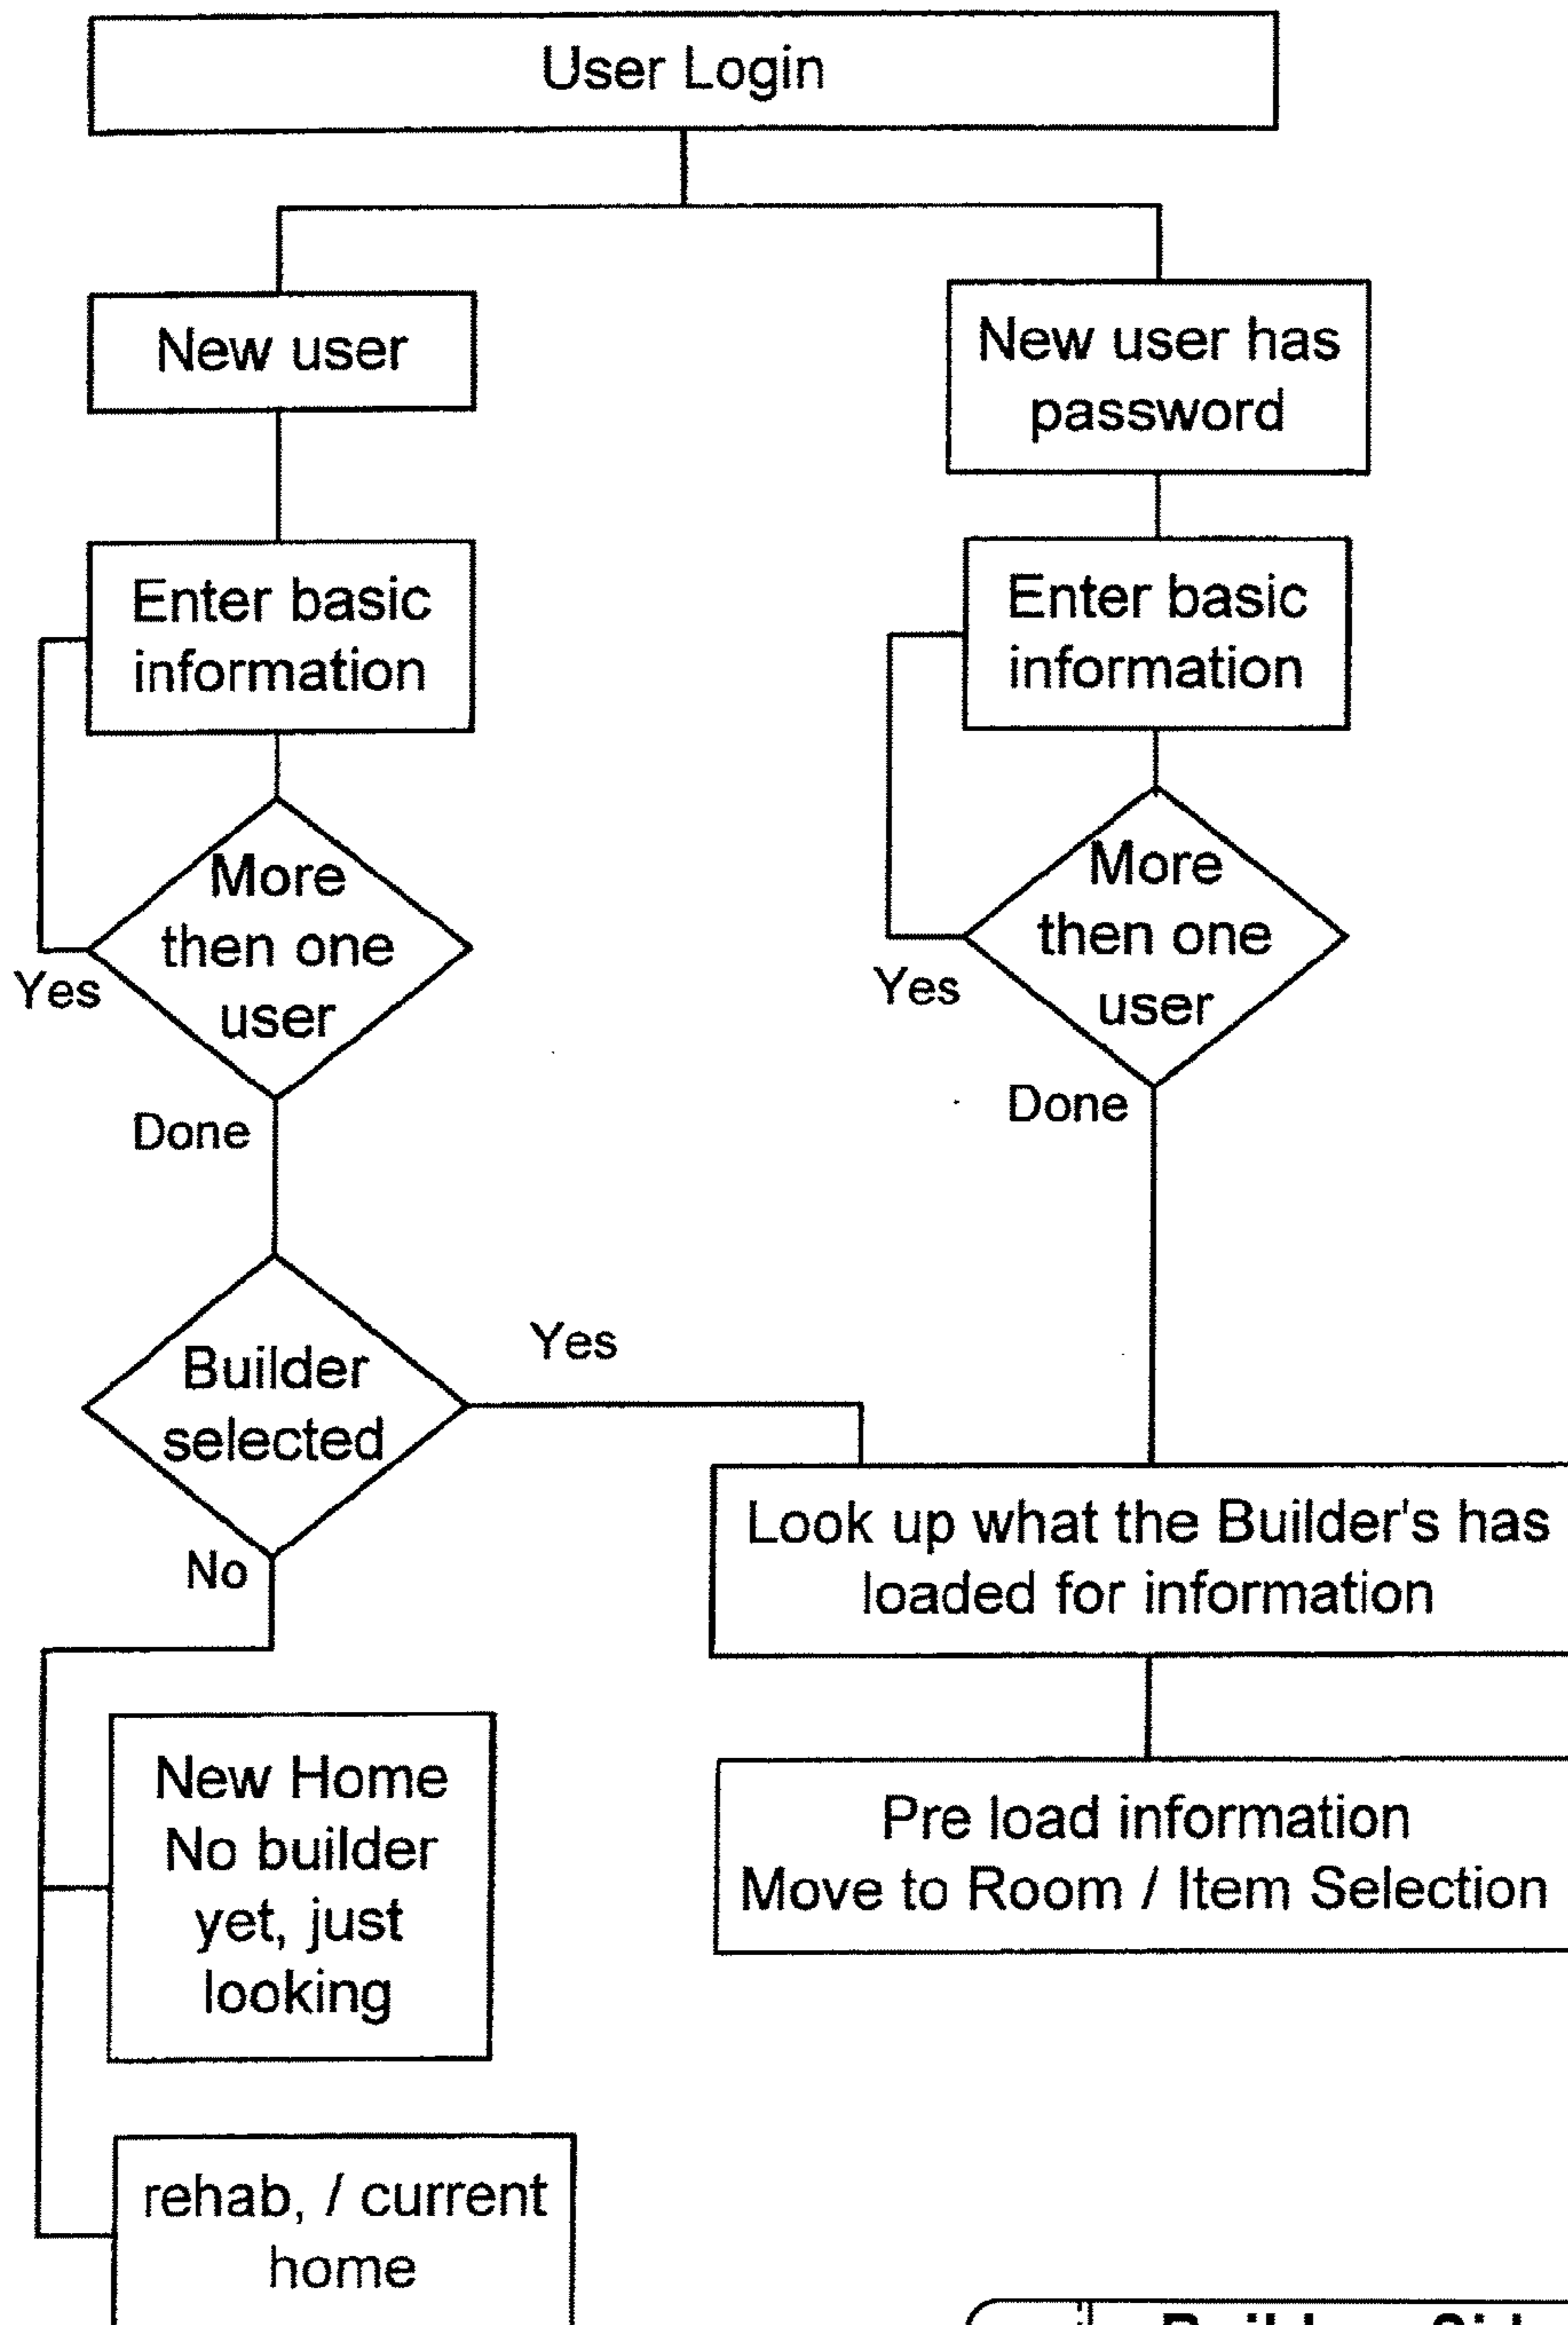 User Login
New user
New user has
password
Enter basic
information
Enter basic
information
More
then one
user
Yes
More
then one
user
Yes
Done
Done
Builder
selected
Yes
No
Look up what the Builder's has
loaded for information
New Home
No builder
yet, just
looking
Pre load information
Move to Room / Item Selection
rehab, / current
home